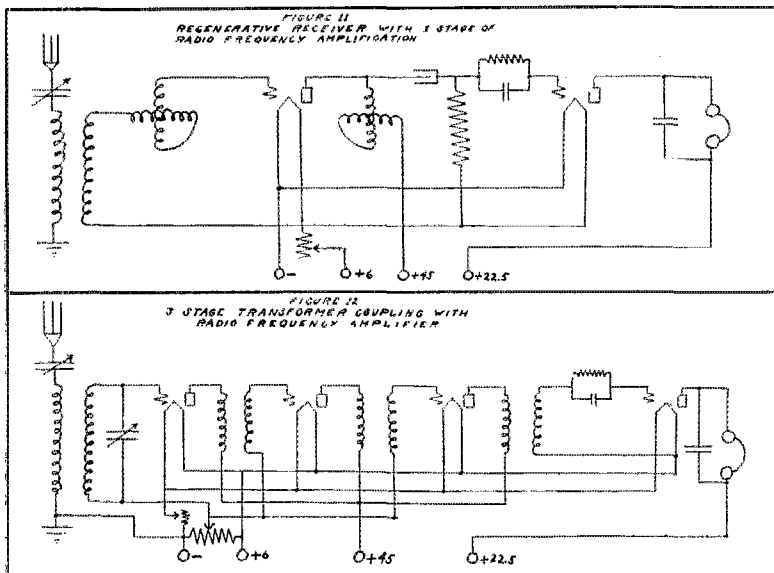 FIGURE 11
REGENERATIVE RECEIVER WITH 1 STAGE OF
RADIO FREQUENCY AMPLIFICATION
- +6 +45 +22.5
FIGURE 12
3 STAGE TRANSFORMER COUPLING WITH
RADIO FREQUENCY AMPLIFIER
- +6 +45 +22.5